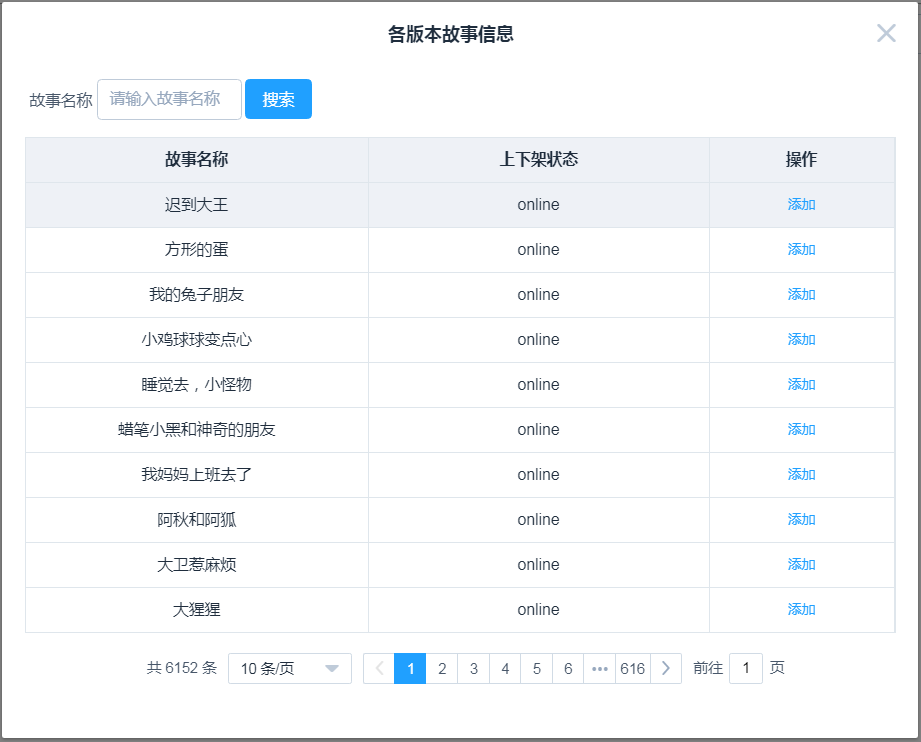 各版本故事信息
故事名称 请输入故事名称 搜索
故事名称 上下架状态 操作
迟到大王 online 添加
方形的蛋 online 添加
我的兔子朋友 online 添加
小鸡球球变点心 online 添加
睡觉去，小怪物 online 添加
蜡笔小黑和神奇的朋友 online 添加
我妈妈上班去了 online 添加
阿秋和阿狐 online 添加
大卫惹麻烦 online 添加
大猩猩 online 添加
共 6152 条 10 条/页 1 2 3 4 5 6 ••• 616 前往 1 页